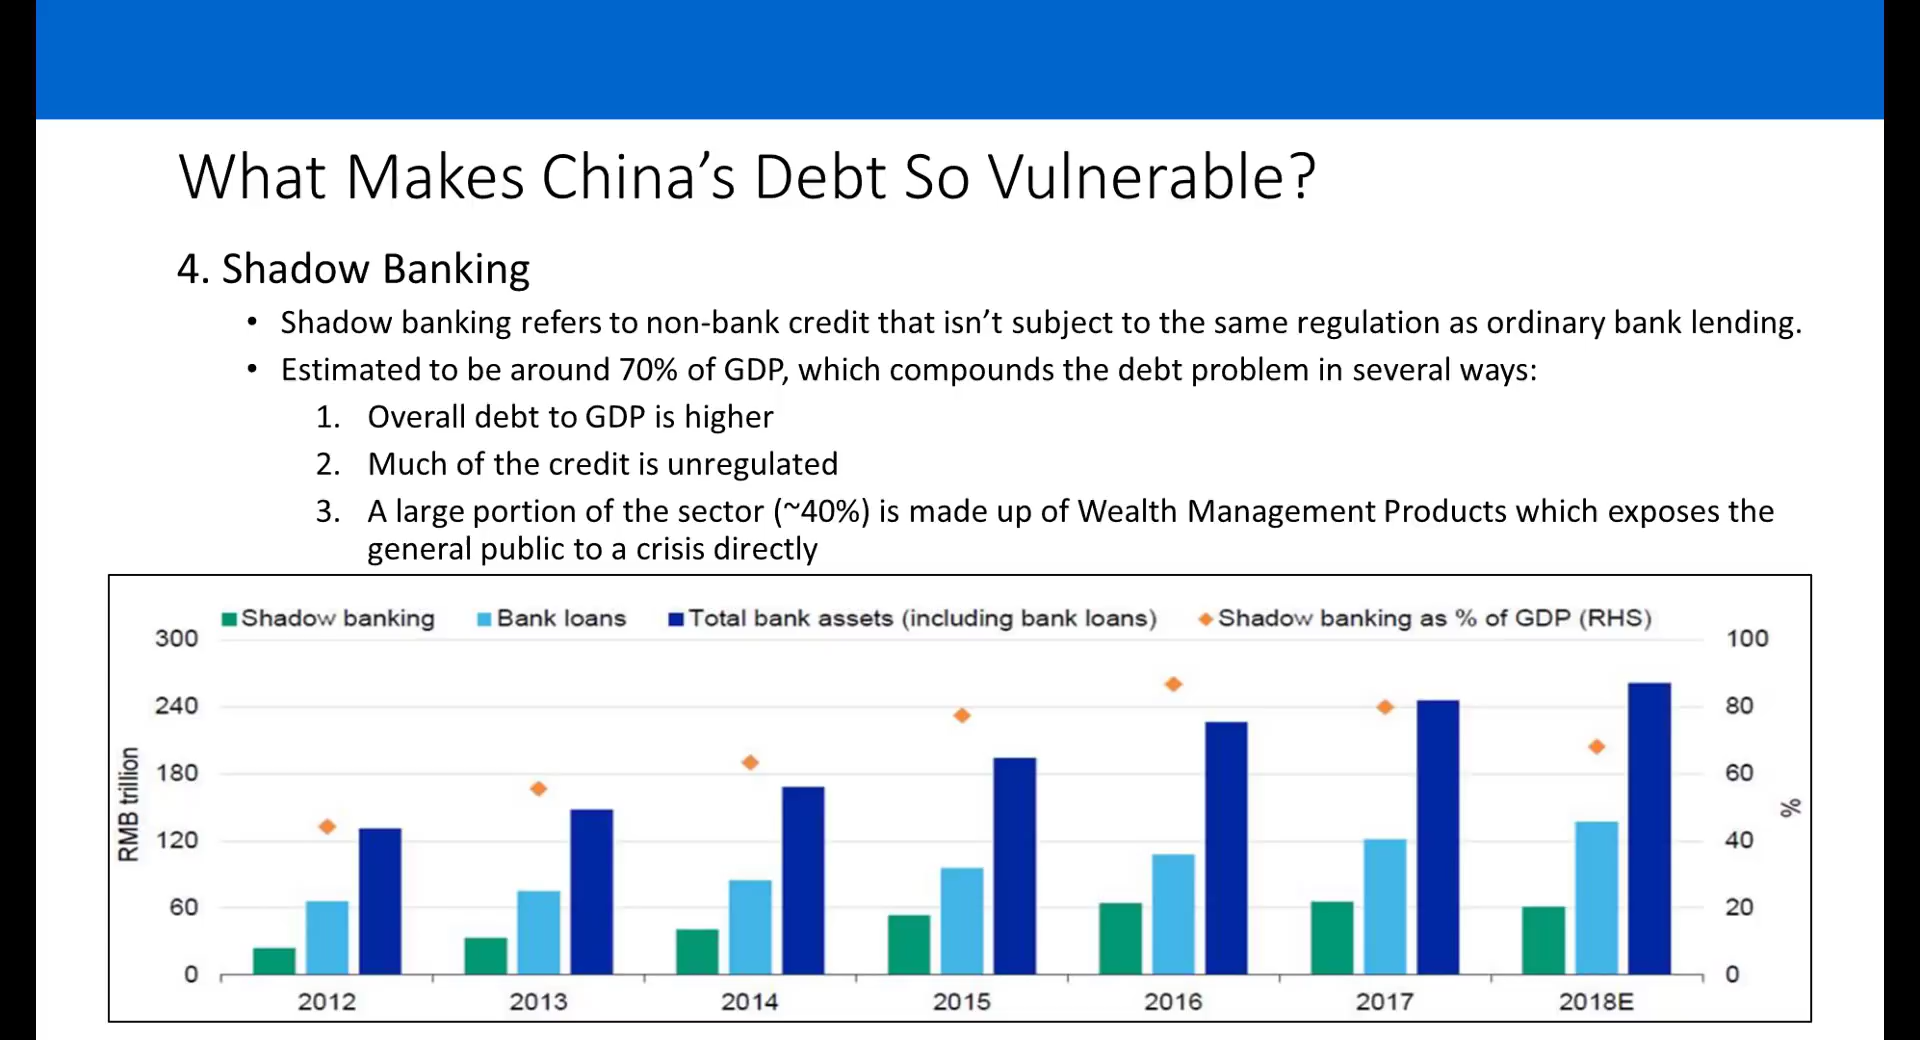 What Makes China's Debt So Vulnerable?
4. Shadow Banking
• Shadow banking refers to non-bank credit that isn't subject to the same regulation as ordinary bank lending.
• Estimated to be around 70% of GDP, which compounds the debt problem in several ways:
1. Overall debt to GDP is higher
2. Much of the credit is unregulated
3. A large portion of the sector (~40%) is made up of Wealth Management Products which exposes the
general public to a crisis directly
Shadow banking Bank loans Total bank assets (including bank loans) Shadow banking as % of GDP (RHS)
300 100
240 80
180 60
120 40
60 20
0 0
RMB trillion
%
2012 2013 2014 2015 2016 2017 2018E